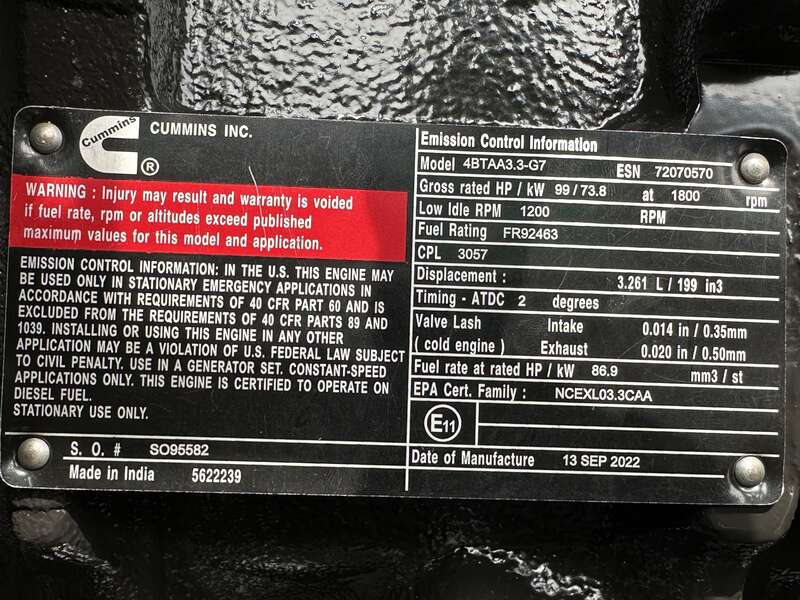 Cummins
®
CUMMINS INC.
WARNING : Injury may result and warranty is voided
if fuel rate, rpm or altitudes exceed published
maximum values for this model and application.
EMISSION CONTROL INFORMATION: IN THE U.S. THIS ENGINE MAY
BE USED ONLY IN STATIONARY EMERGENCY APPLICATIONS IN
ACCORDANCE WITH REQUIREMENTS OF 40 CFR PART 60 AND IS
EXCLUDED FROM THE REQUIREMENTS OF 40 CFR PARTS 89 AND
1039. INSTALLING OR USING THIS ENGINE IN ANY OTHER
APPLICATION MAY BE A VIOLATION OF U.S. FEDERAL LAW SUBJECT
TO CIVIL PENALTY. USE IN A GENERATOR SET. CONSTANT-SPEED
APPLICATIONS ONLY. THIS ENGINE IS CERTIFIED TO OPERATE ON
DIESEL FUEL.
STATIONARY USE ONLY.
S. O. # SO95582
Made in India 5622239
Emission Control Information
Model 4BTAA3.3-G7 ESN 72070570
Gross rated HP / kW 99 / 73.8 at 1800 rpm
Low Idle RPM 1200 RPM
Fuel Rating FR92463
CPL 3057
Displacement : 3.261 L / 199 in3
Timing - ATDC 2 degrees
Valve Lash Intake 0.014 in / 0.35mm
( cold engine ) Exhaust 0.020 in / 0.50mm
Fuel rate at rated HP / kW 86.9 mm3 / st
EPA Cert. Family : NCEXL03.3CAA
E11
Date of Manufacture 13 SEP 2022